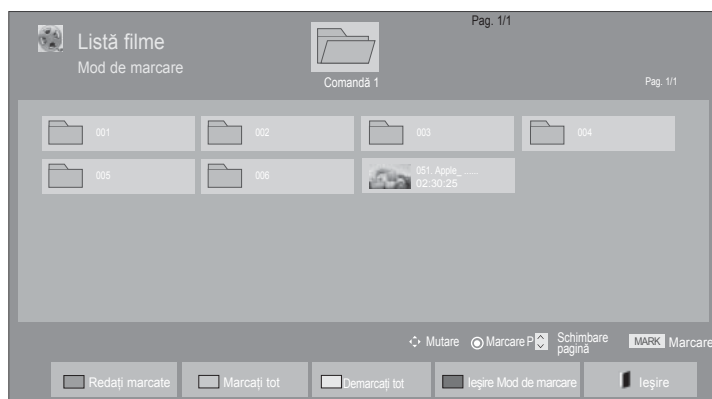 Pag. 1/1
Listă filme
Mod de marcare
Comandă 1
Pag. 1/1
001
002
003
004
005
006
051. Apple_ ......
02:30:25
Mutare
Marcare
P
Schimbare
pagină
MARK
Marcare
Redați marcate
Marcați tot
Demarcați tot
Ieșire Mod de marcare
Ieșire